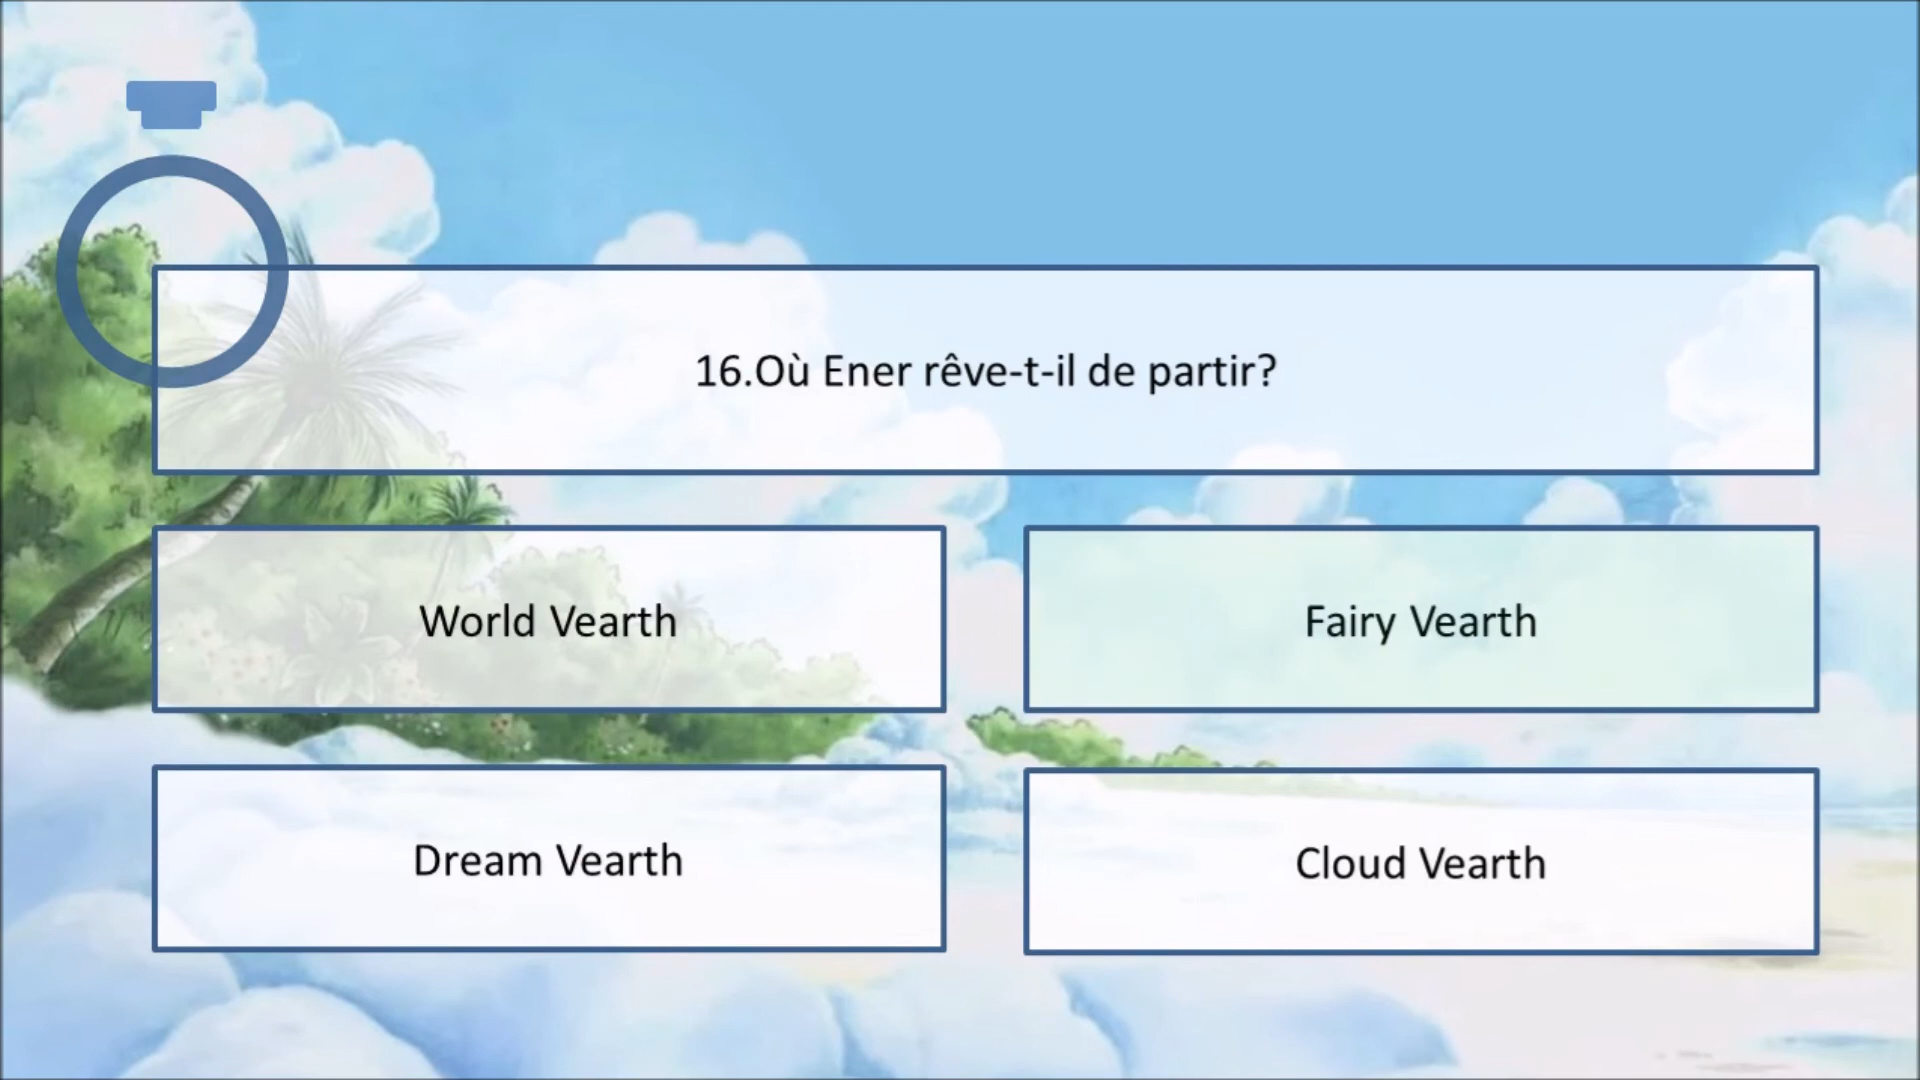 16.Où Ener rêve-t-il de partir?
World Vearth
Fairy Vearth
Dream Vearth
Cloud Vearth